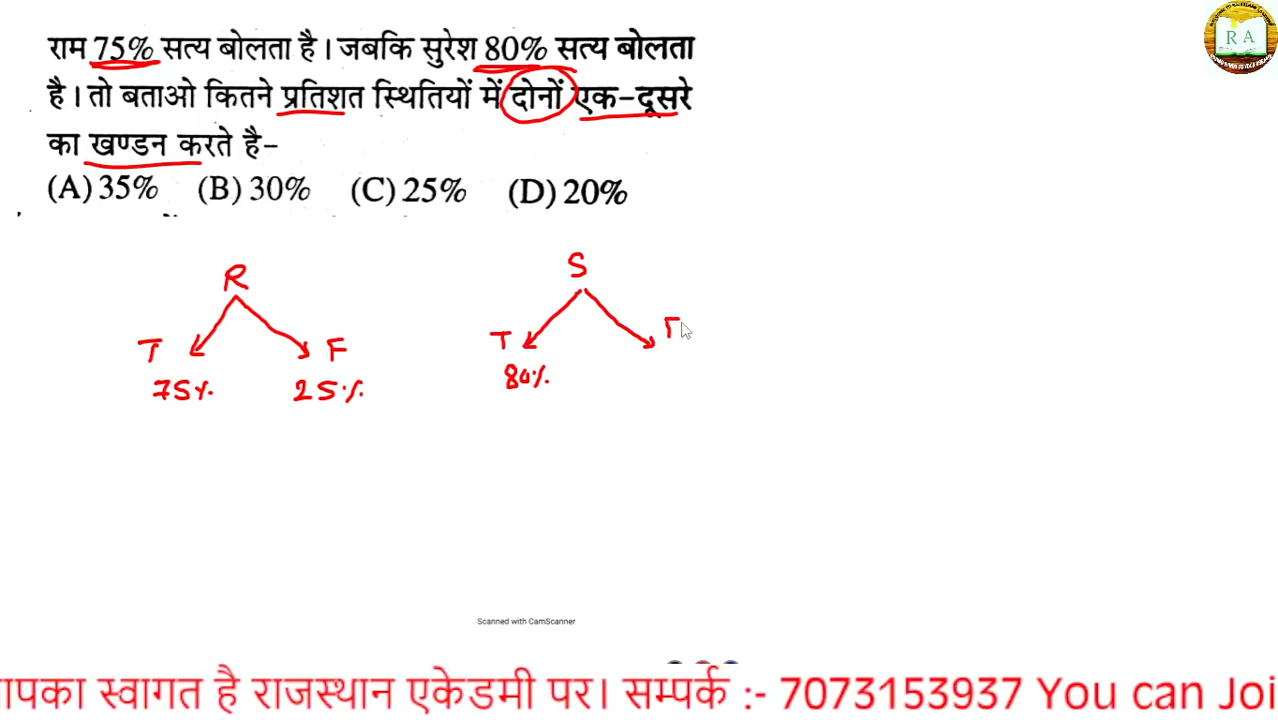 राम 75% सत्य बोलता है। जबकि सुरेश 80% सत्य बोलता
है। तो बताओ कितने प्रतिशत स्थितियों में दोनों एक-दूसरे
का खण्डन करते है-
(A) 35% (B) 30% (C) 25% (D) 20%
R S
T F T
75% 25% 80%
Scanned with CamScanner
ापका स्वागत है राजस्थान एकेडमी पर। सम्पर्क :- 7073153937 You can Joi
R A